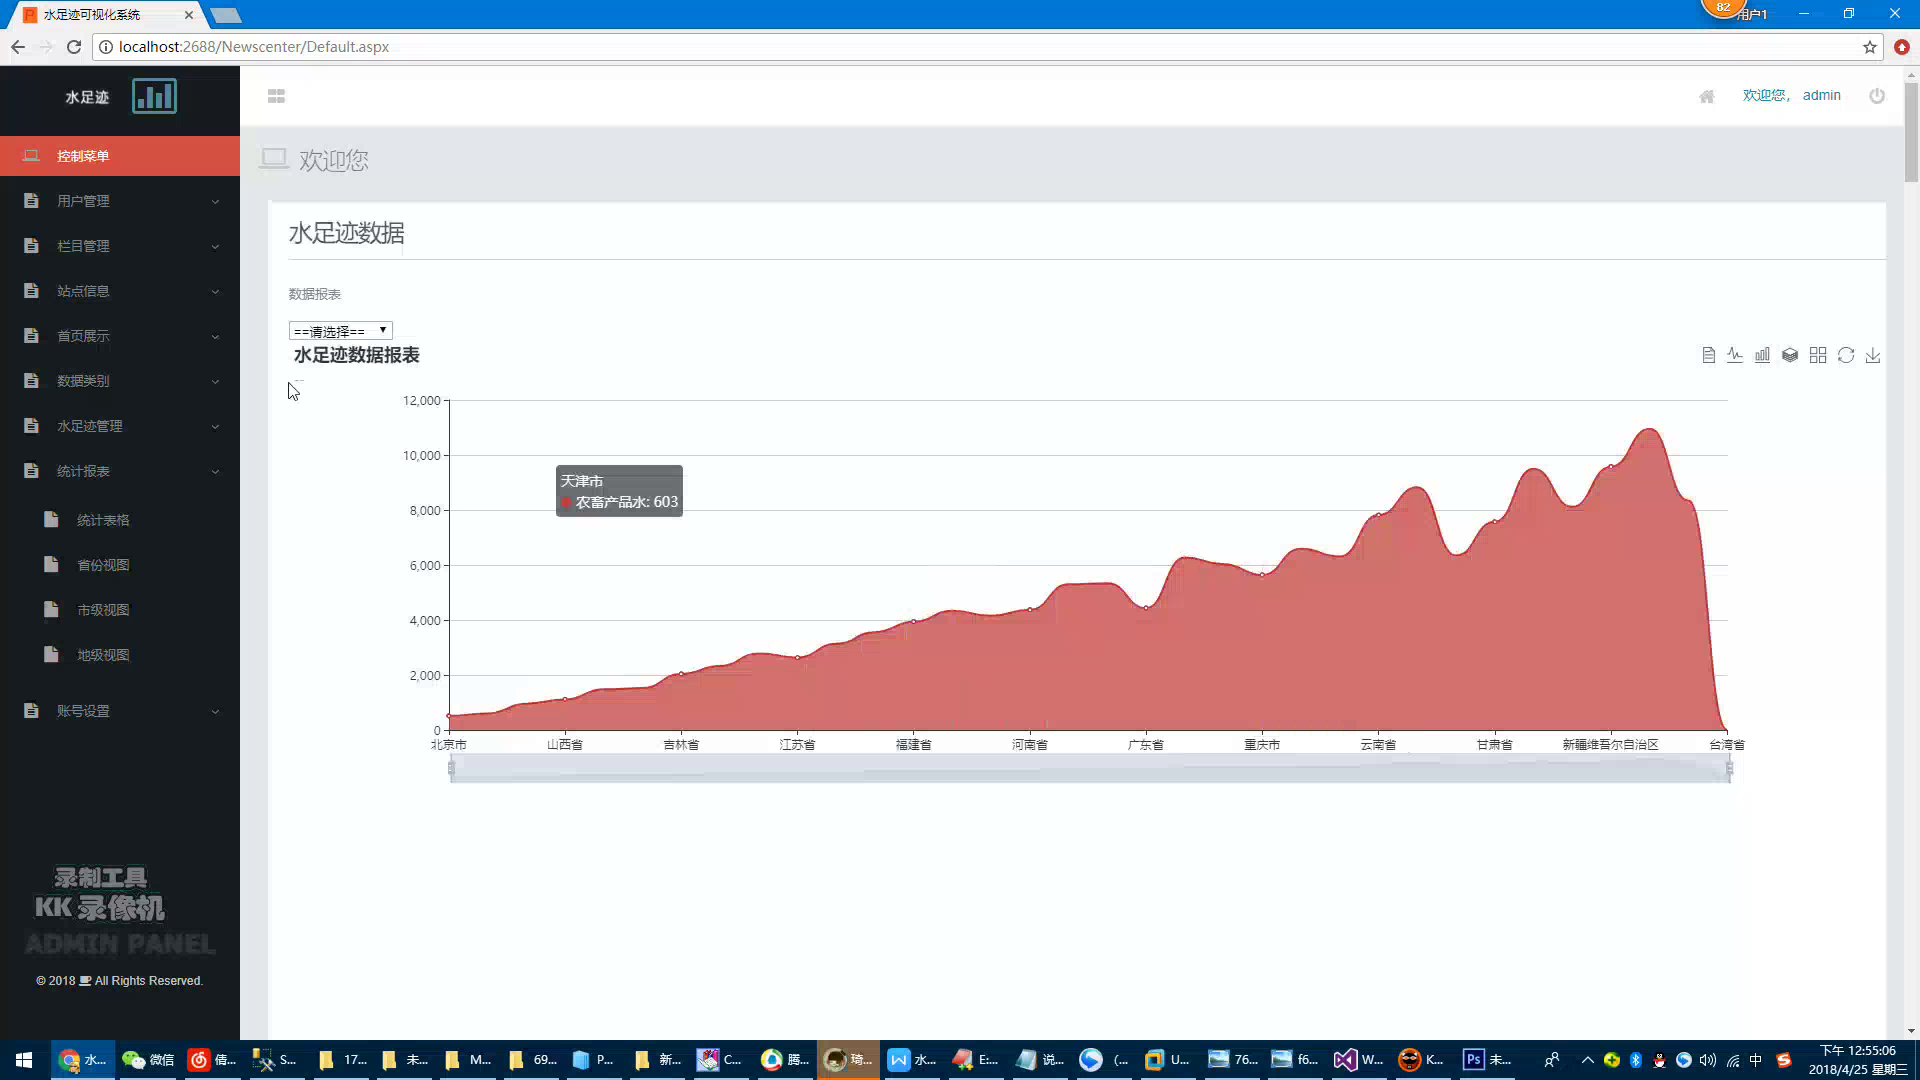 水足迹可视化系统
82
用户1
localhost:2688/Newscenter/Default.aspx
水足迹
欢迎您， admin
控制菜单
欢迎您
用户管理
栏目管理
站点信息
首页展示
数据类别
水足迹管理
统计报表
统计表格
省份视图
市级视图
地级视图
账号设置
水足迹数据
数据报表
==请选择==
水足迹数据报表
12,000
10,000
8,000
6,000
4,000
2,000
0
天津市
农畜产品水: 603
北京市 山西省 吉林省 江苏省 福建省 河南省 广东省 重庆市 云南省 甘肃省 新疆维吾尔自治区 台湾省
录制工具
KK 录像机
ADMIN PANEL
© 2018 All Rights Reserved.
水... 微信 倩... S... 17... 未... M... 69... P... 新... C... 腾... 琦... 水... E:... 说... (... U... 76... f6... W... K... Ps 未... 中
下午 12:55:06
2018/4/25 星期三